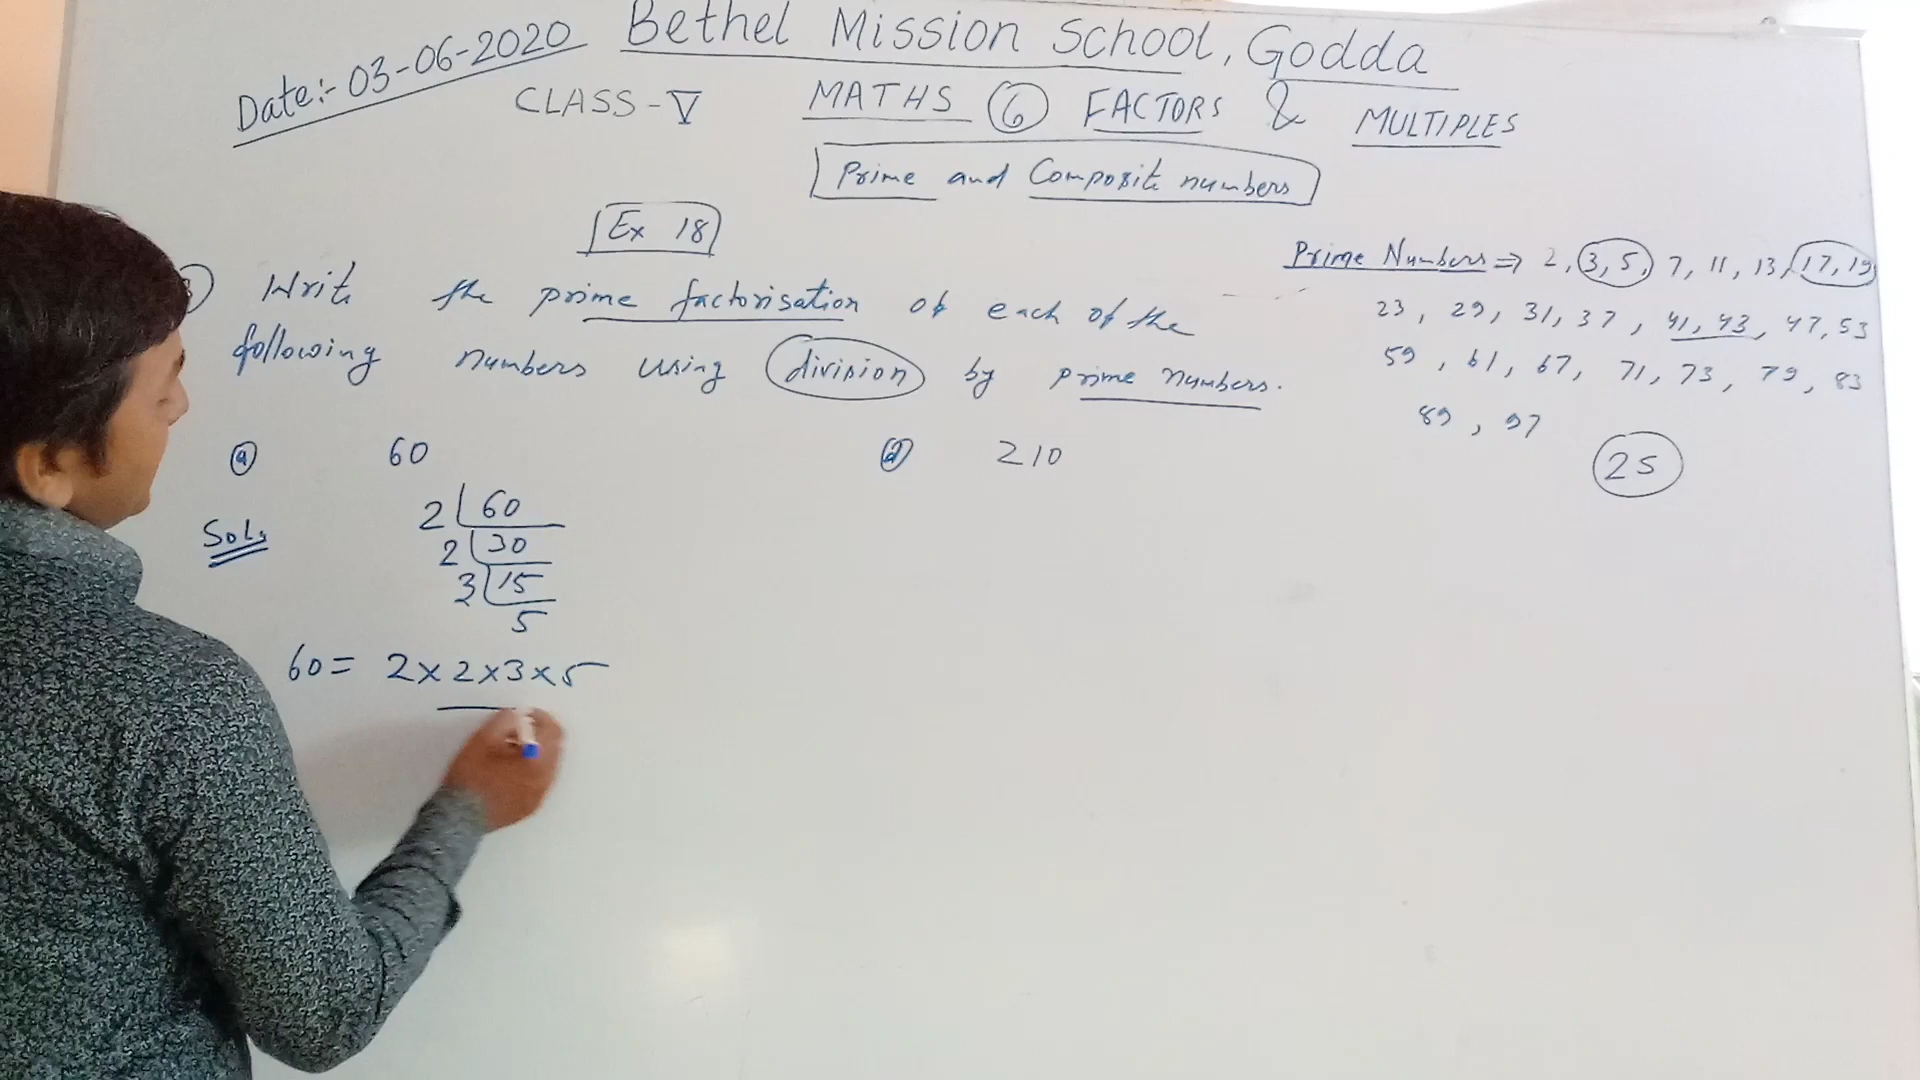 Date:- 03-06-2020 Bethel Mission School, Godda
CLASS-V MATHS 6 FACTORS & MULTIPLES
Prime and Composite numbers
Ex 18
Write the prime factorisation of each of the
following numbers using division by prime numbers.
Prime Numbers ⇒ 2, 3, 5, 7, 11, 13, 17, 19
23, 29, 31, 37, 41, 43, 47, 53
59, 61, 67, 71, 73, 79, 83
89, 97
25
a 60
d 210
Sol.
2 60
2 30
3 15
5
60 = 2 × 2 × 3 × 5